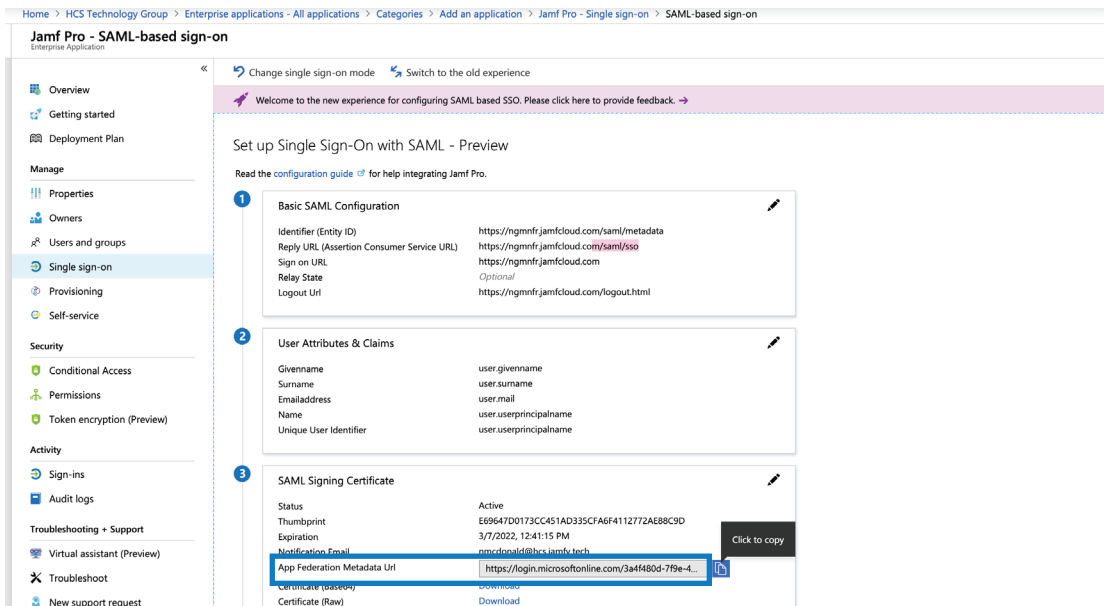 Home > HCS Technology Group > Enterprise applications - All applications > Categories > Add an application > Jamf Pro - Single sign-on > SAML-based sign-on
Jamf Pro - SAML-based sign-on
Enterprise Application
«
Change single sign-on mode Switch to the old experience
Welcome to the new experience for configuring SAML based SSO. Please click here to provide feedback. →
Overview
Getting started
Deployment Plan
Manage
Properties
Owners
Users and groups
Single sign-on
Provisioning
Self-service
Security
Conditional Access
Permissions
Token encryption (Preview)
Activity
Sign-ins
Audit logs
Troubleshooting + Support
Virtual assistant (Preview)
Troubleshoot
New support request
Set up Single Sign-On with SAML - Preview
Read the configuration guide for help integrating Jamf Pro.
1
Basic SAML Configuration
Identifier (Entity ID) https://ngmnfr.jamfcloud.com/saml/metadata
Reply URL (Assertion Consumer Service URL) https://ngmnfr.jamfcloud.com/saml/sso
Sign on URL https://ngmnfr.jamfcloud.com
Relay State Optional
Logout Url https://ngmnfr.jamfcloud.com/logout.html
2
User Attributes & Claims
Givenname user.givenname
Surname user.surname
Emailaddress user.mail
Name user.userprincipalname
Unique User Identifier user.userprincipalname
3
SAML Signing Certificate
Status Active
Thumbprint E69647D0173CC451AD335CFA6F4112772AE88C9D
Expiration 3/7/2022, 12:41:15 PM
Notification Email nmcdonald@hcs.jamfv.tech
Click to copy
App Federation Metadata Url https://login.microsoftonline.com/3a4f480d-7f9e-4...
Certificate (Base64) Download
Certificate (Raw) Download